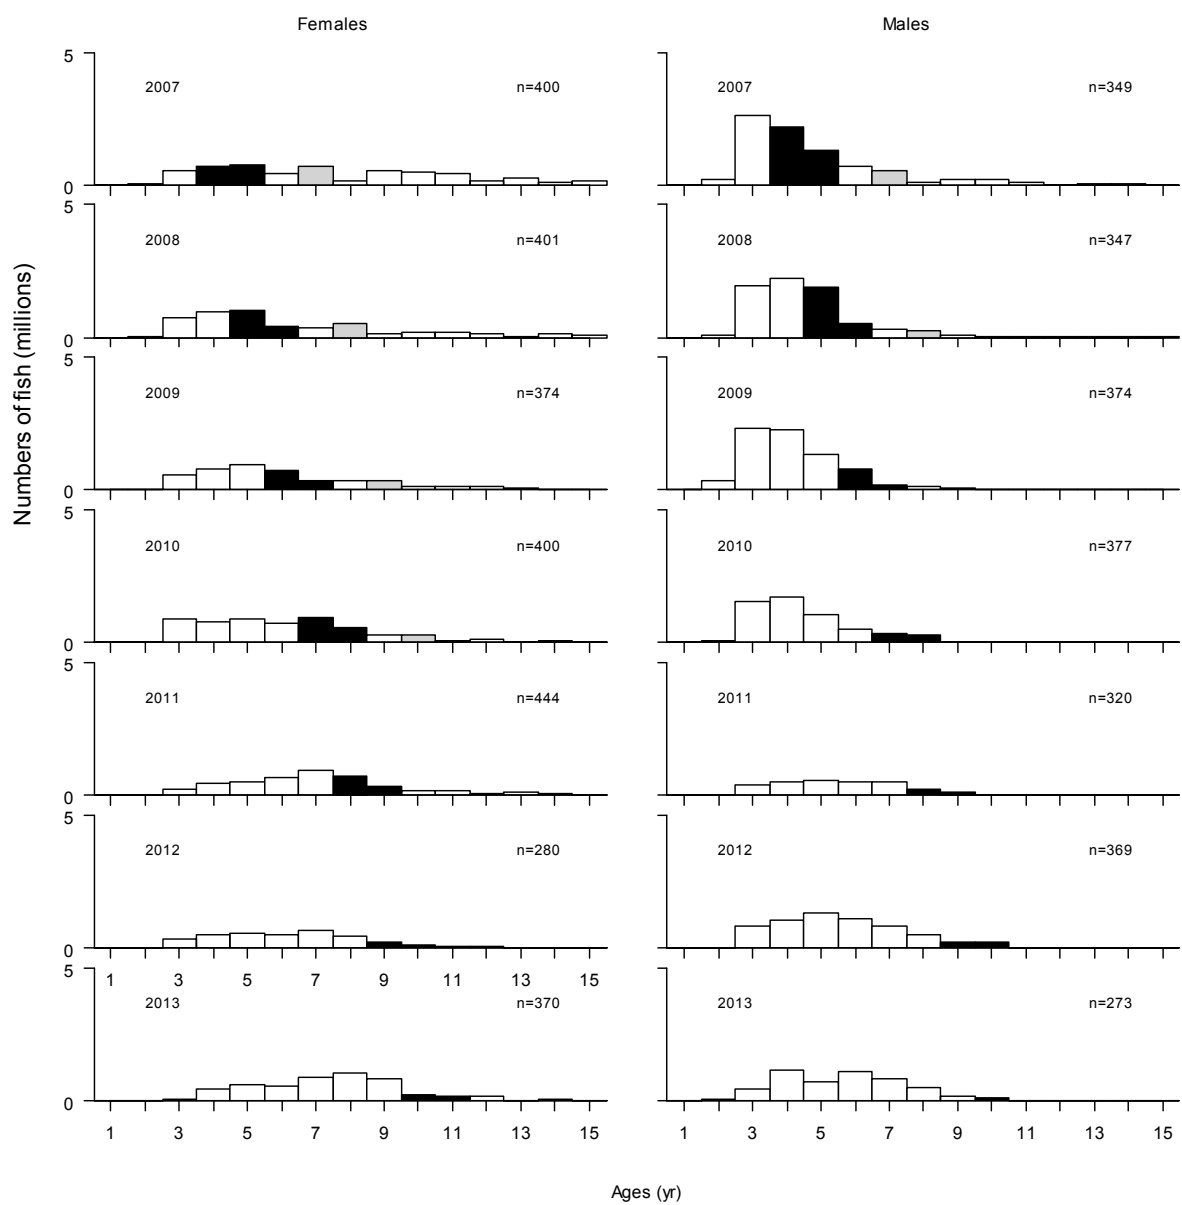 Females Males
5
2007 n=400 2007 n=349
0
5
2008 n=401 2008 n=347
0
5
2009 n=374 2009 n=374
0
5
2010 n=400 2010 n=377
0
5
2011 n=444 2011 n=320
0
5
2012 n=280 2012 n=369
0
1 3 5 7 9 11 13 15
5
2013 n=370 2013 n=273
0
1 3 5 7 9 11 13 15 1 3 5 7 9 11 13 15
Numbers of fish (millions)
Ages (yr)